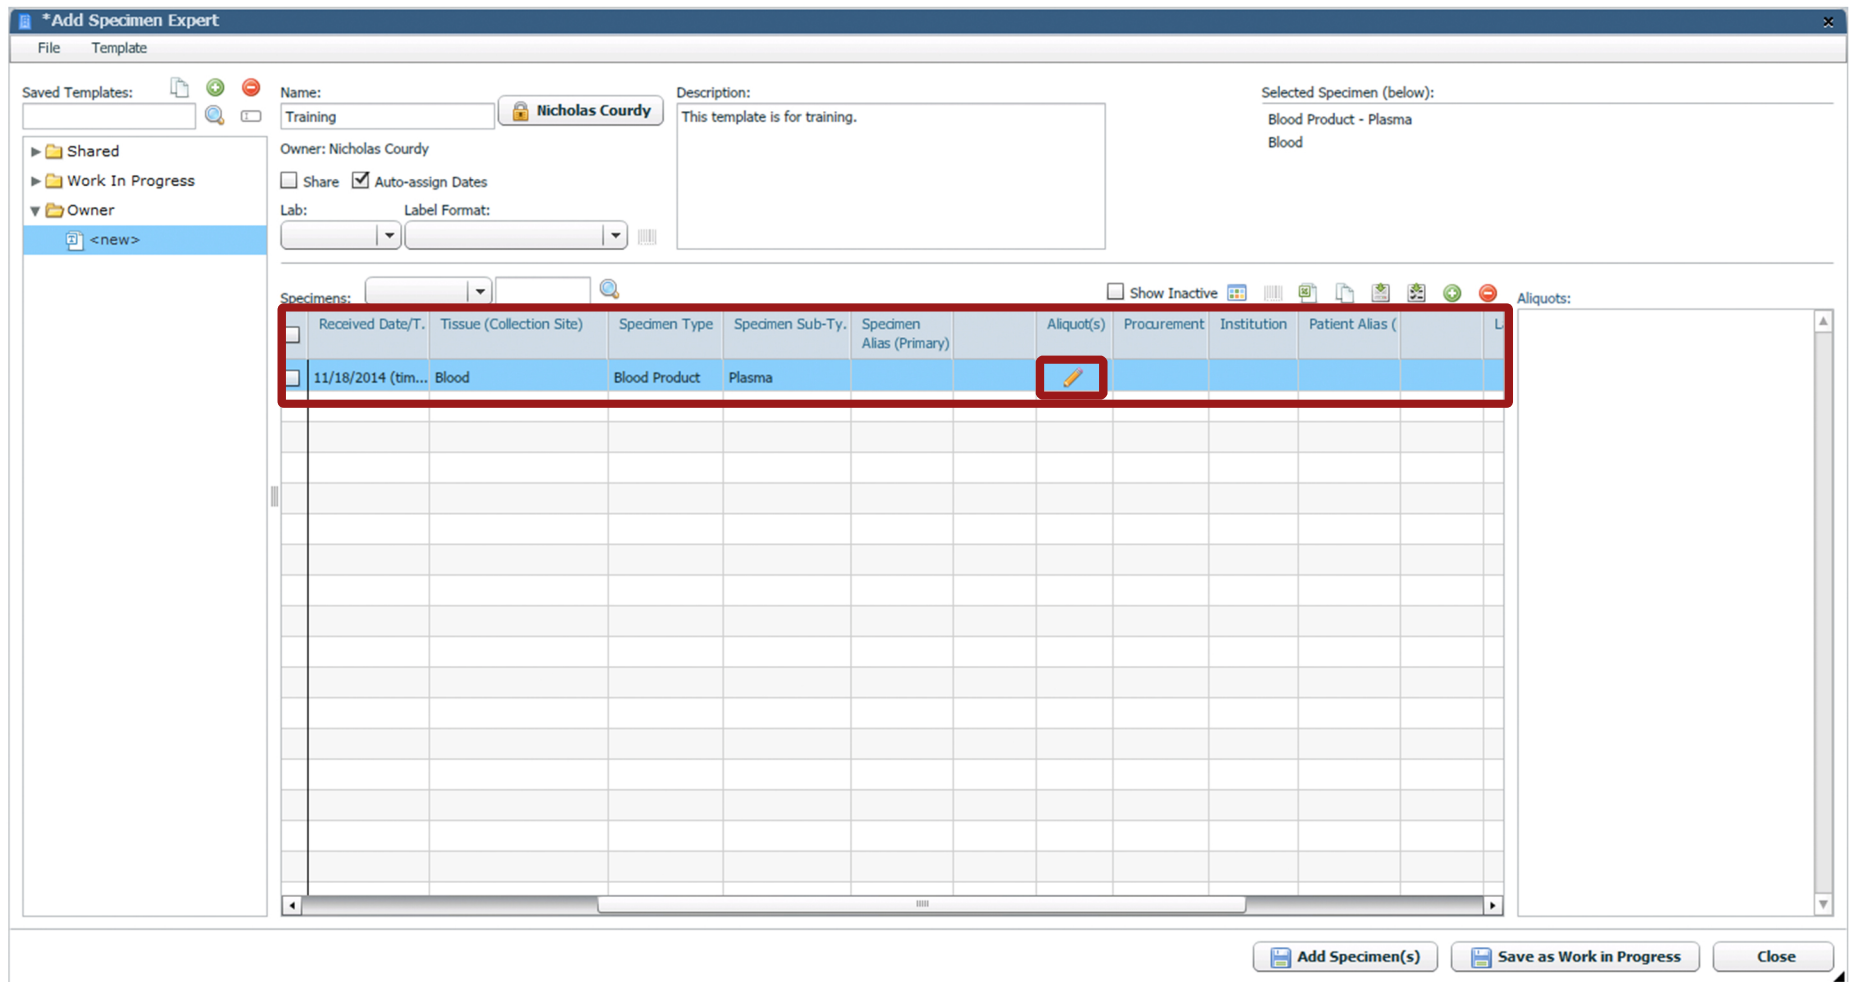 *Add Specimen Expert
File Template
Saved Templates:
Shared
Work In Progress
Owner
<new>
Name:
Training
Nicholas Courdy
Owner: Nicholas Courdy
Share Auto-assign Dates
Lab: Label Format:
Description:
This template is for training.
Selected Specimen (below):
Blood Product - Plasma
Blood
Specimens:
Show Inactive
Aliquots:
Received Date/T. Tissue (Collection Site) Specimen Type Specimen Sub-Ty. Specimen Alias (Primary) Aliquot(s) Procurement Institution Patient Alias ( L
11/18/2014 (tim... Blood Blood Product Plasma
Add Specimen(s) Save as Work in Progress Close